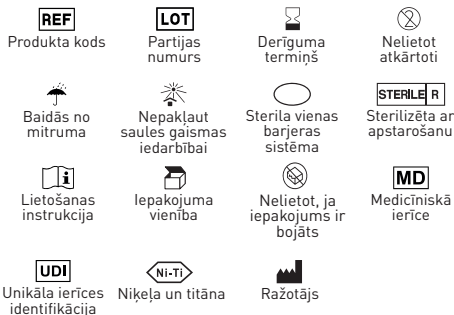 REF
LOT
Produkta kods
Partijas
numurs
Derīguma
termiņš
Nelietot
atkārtoti
2
STERILE R
Baidās no
mitruma
Nepakļaut
saules gaismas
iedarbībai
Sterila vienas
barjeras
sistēma
Sterilizēta ar
apstarošanu
i
MD
Lietošanas
instrukcija
Iepakojuma
vienība
Nelietot, ja
iepakojums ir
bojāts
Medicīniskā
ierīce
UDI
Ni-Ti
Unikāla ierīces
identifikācija
Niķeļa un titāna
Ražotājs